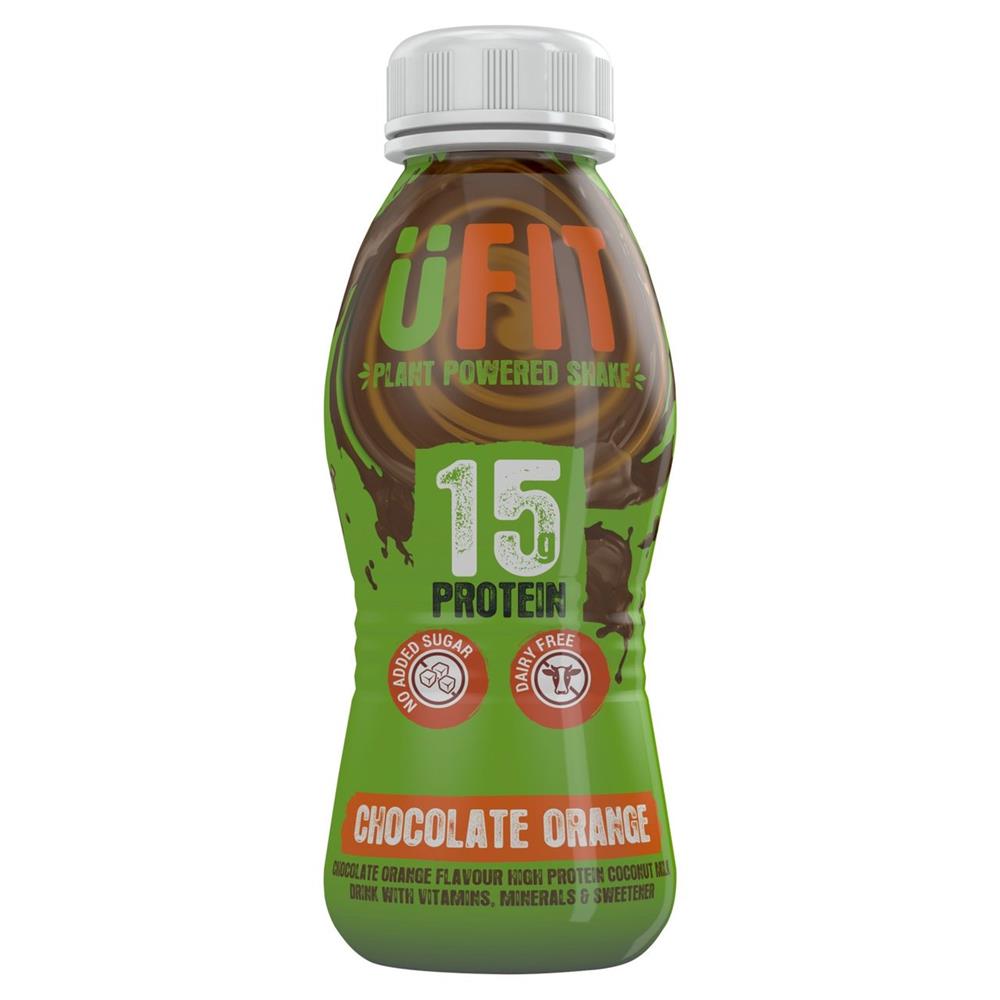 üFIT
PLANT POWERED SHAKE
15g
PROTEIN
NO ADDED SUGAR
DAIRY FREE
CHOCOLATE ORANGE
CHOCOLATE ORANGE FLAVOUR HIGH PROTEIN COCONUT MILK
DRINK WITH VITAMINS, MINERALS & SWEETENER